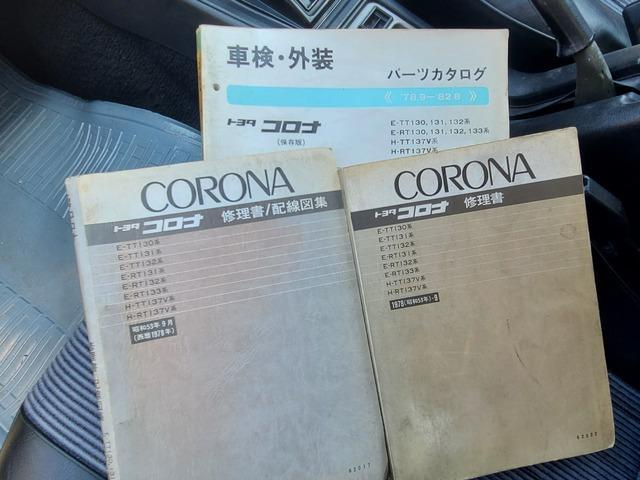 車検・外装
パーツカタログ
《 '78.9ー'82.8 》
トヨタ コロナ
(保存版)
E-TT130, 131, 132系
E-RT130, 131, 132, 133系
H-TT137V系
H-RT137V系
CORONA
トヨタ コロナ 修理書/配線図集
E-TT130系
E-TT131系
E-TT132系
E-RT131系
E-RT132系
E-RT133系
H-TT137V系
H-RT137V系
昭和53年9月
(西暦1978年)
62017
CORONA
トヨタ コロナ 修理書
E-TT130系
E-TT131系
E-TT132系
E-RT131系
E-RT132系
E-RT133系
H-TT137V系
H-RT137V系
1978(昭和53年)-9